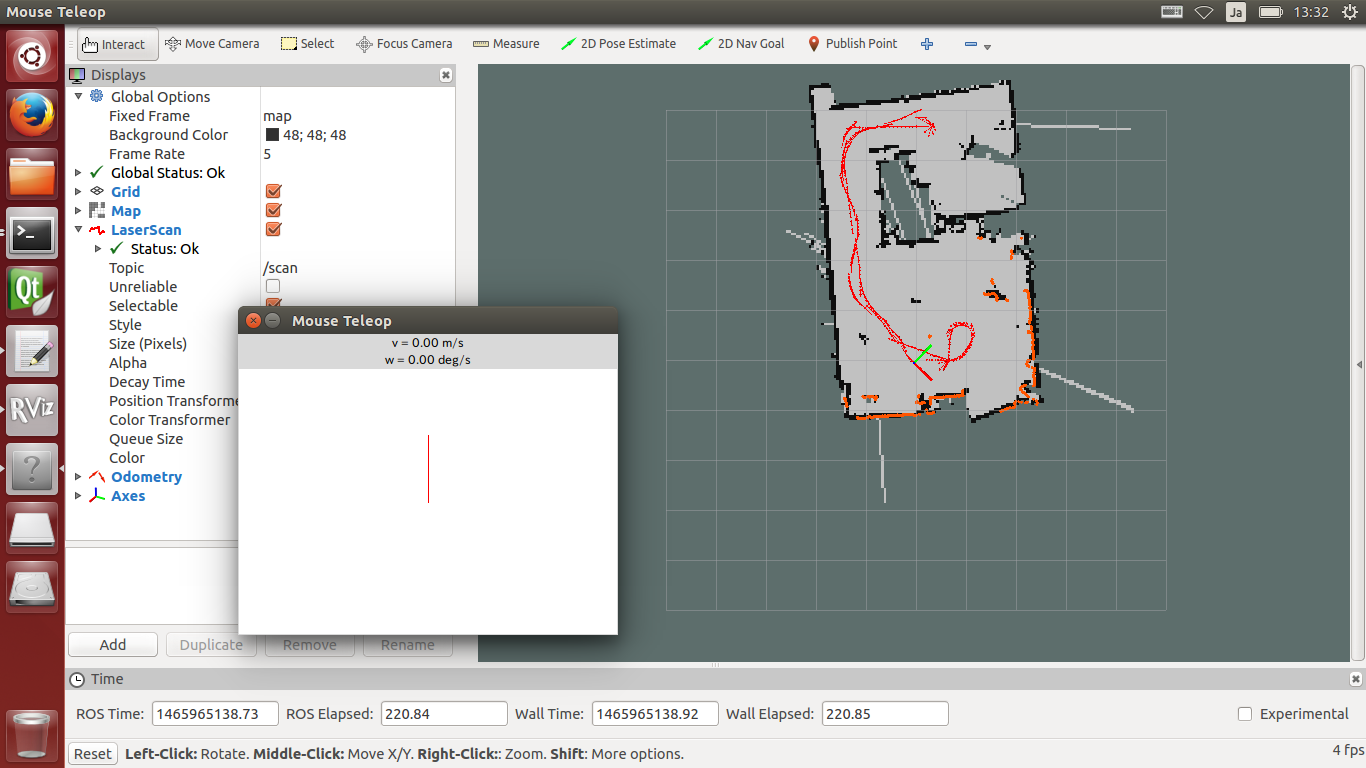 Mouse Teleop
Ja
13:32
Interact
Move Camera
Select
Focus Camera
Measure
2D Pose Estimate
2D Nav Goal
Publish Point
Displays
Global Options
Fixed Frame map
Background Color 48; 48; 48
Frame Rate 5
Global Status: Ok
Grid
Map
LaserScan
Status: Ok
Topic /scan
Unreliable
Selectable
Style
Size (Pixels)
Alpha
Decay Time
Position Transforme
Color Transformer
Queue Size
Color
Odometry
Axes
Qt
RViz
?
Mouse Teleop
v = 0.00 m/s
w = 0.00 deg/s
Add
Duplicate
Remove
Rename
Time
ROS Time: 1465965138.73 ROS Elapsed: 220.84 Wall Time: 1465965138.92 Wall Elapsed: 220.85 Experimental
Reset Left-Click: Rotate. Middle-Click: Move X/Y. Right-Click:: Zoom. Shift: More options. 4 fps